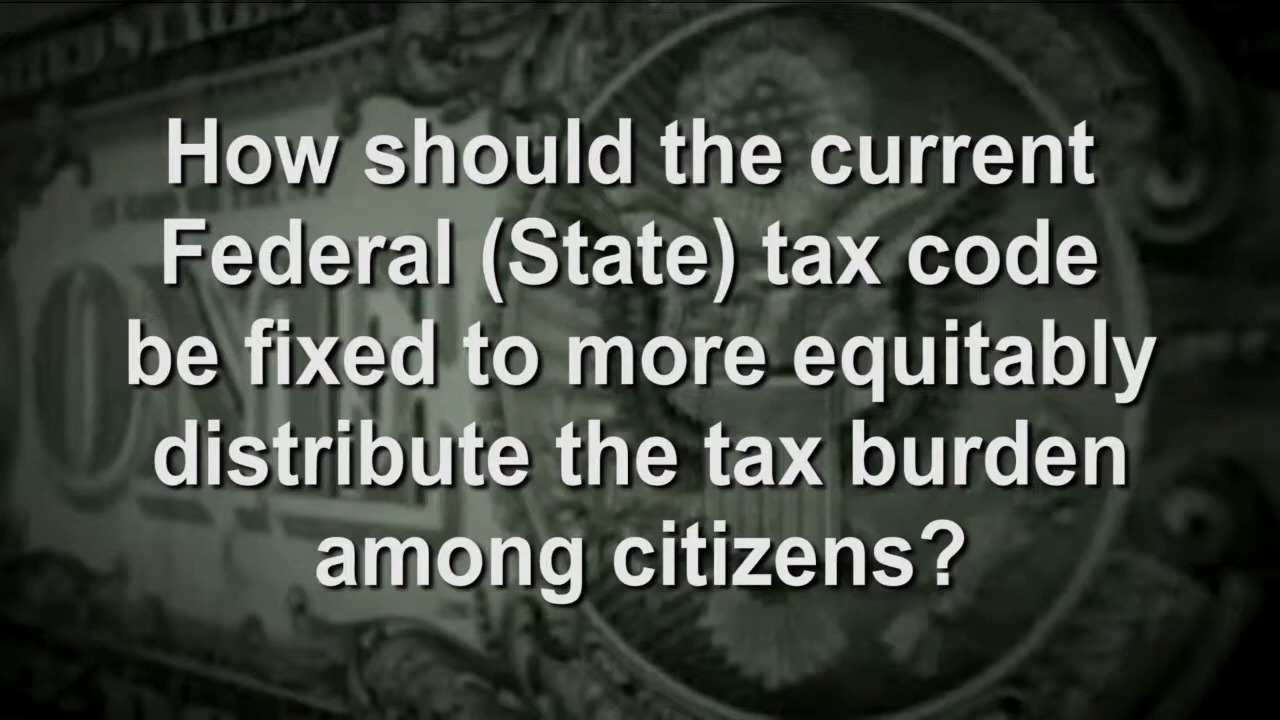 How should the current
Federal (State) tax code
be fixed to more equitably
distribute the tax burden
among citizens?
ONE